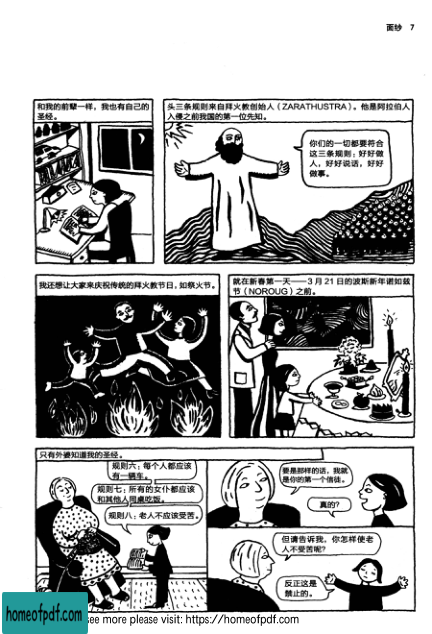 面纱 7
和我的前辈一样，我也有自己的
圣经。
头三条规则来自拜火教创始人（ZARATHUSTRA）。他是阿拉伯人
入侵之前我国的第一位先知。
你们的一切都要符合
这三条规则：好好做
人，好好说话，好好
做事。
我还想让大家来庆祝传统的拜火教节日，如祭火节。
就在新春第一天——3 月 21 日的波斯新年诺如兹
节（NOROUG）之前。
只有外婆知道我的圣经。
规则六：每个人都应该
有一辆车。
规则七：所有的女仆都应该
和其他人同桌吃饭。
规则八：老人不应该受苦。
要是那样的话，我就
是你的第一个信徒。
真的？
但请告诉我，你怎样使老
人不受苦呢？
反正这是
禁止的。
homeofpdf.com
see more please visit: https://homeofpdf.com